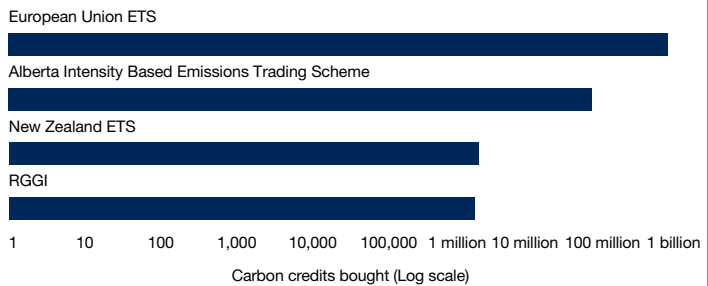 European Union ETS
Alberta Intensity Based Emissions Trading Scheme
New Zealand ETS
RGGI
1 10 100 1,000 10,000 100,000 1 million 10 million 100 million 1 billion
Carbon credits bought (Log scale)